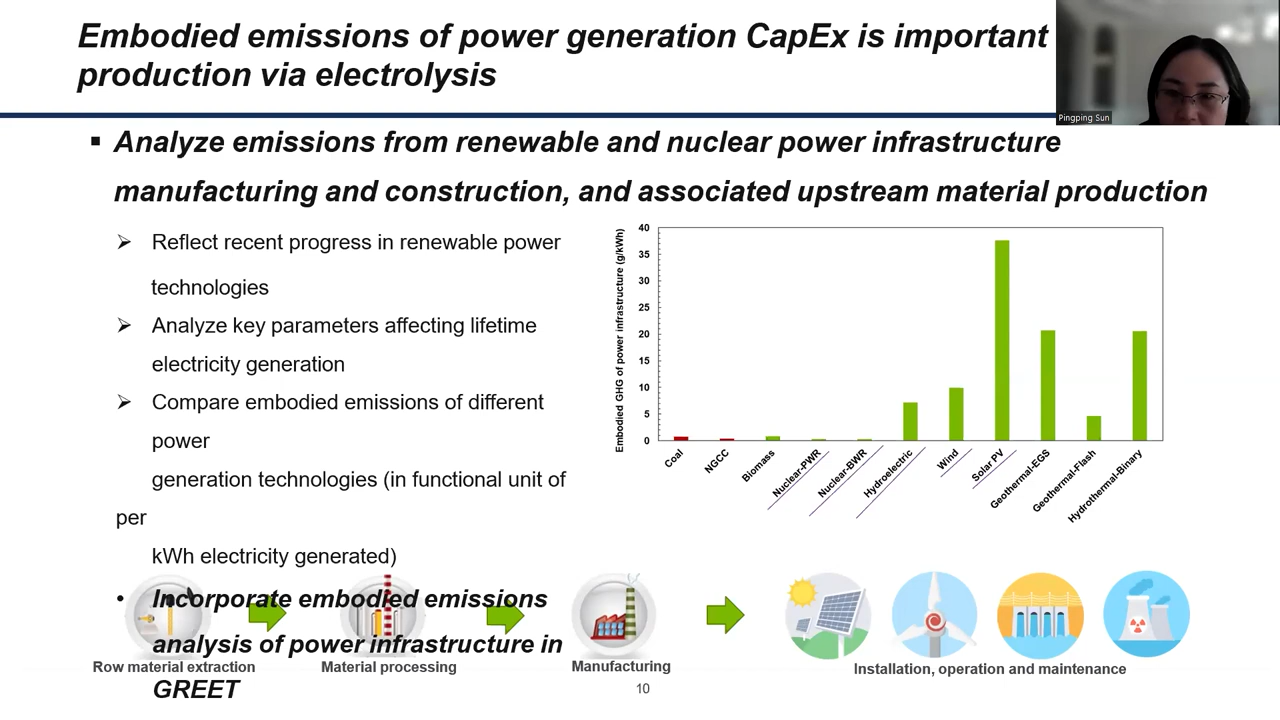 Embodied emissions of power generation CapEx is important
production via electrolysis
Pingping Sun
▪ Analyze emissions from renewable and nuclear power infrastructure
manufacturing and construction, and associated upstream material production
➢ Reflect recent progress in renewable power
technologies
➢ Analyze key parameters affecting lifetime
electricity generation
➢ Compare embodied emissions of different
power
generation technologies (in functional unit of
per
kWh electricity generated)
• Incorporate embodied emissions
analysis of power infrastructure in
GREET
Embodied GHG of power infrastructure (g/kWh)
40
35
30
25
20
15
10
5
0
Coal
NGCC
Biomass
Nuclear-PWR
Nuclear-BWR
Hydroelectric
Wind
Solar PV
Geothermal-EGS
Geothermal-Flash
Hydrothermal-Binary
Row material extraction
Material processing
Manufacturing
Installation, operation and maintenance
10